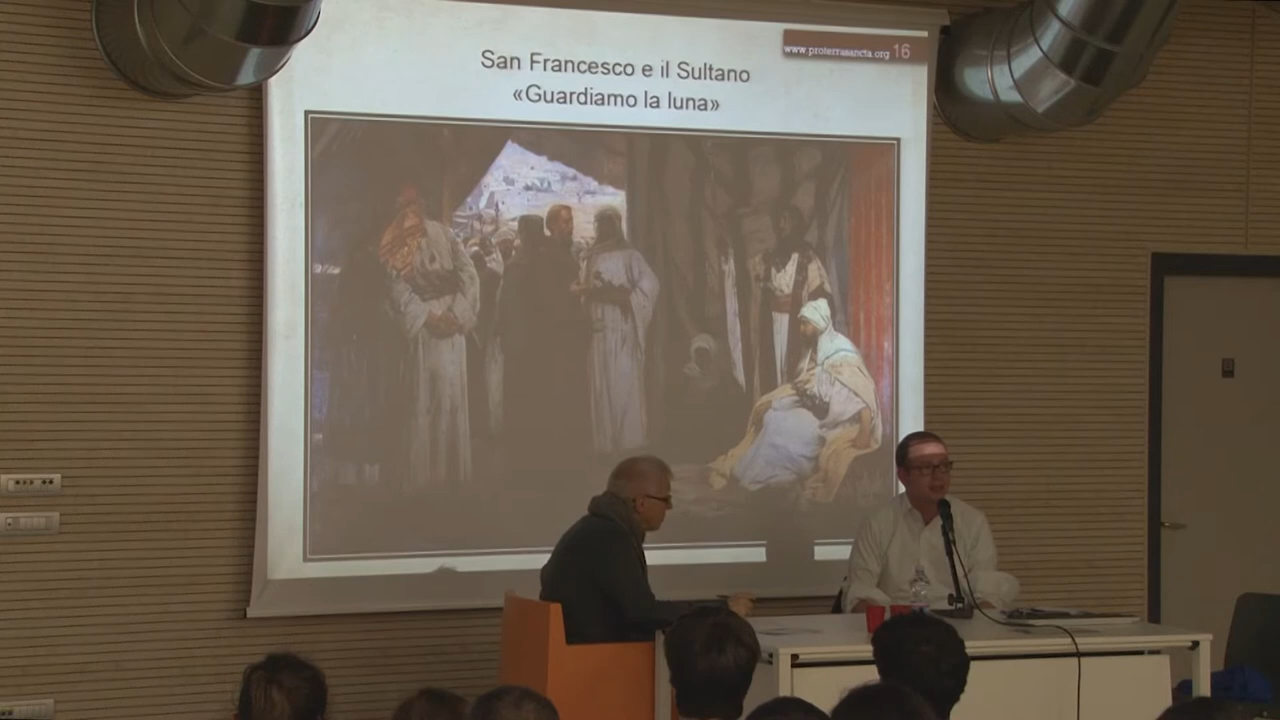 www.proterrasancta.org 16
San Francesco e il Sultano
«Guardiamo la luna»